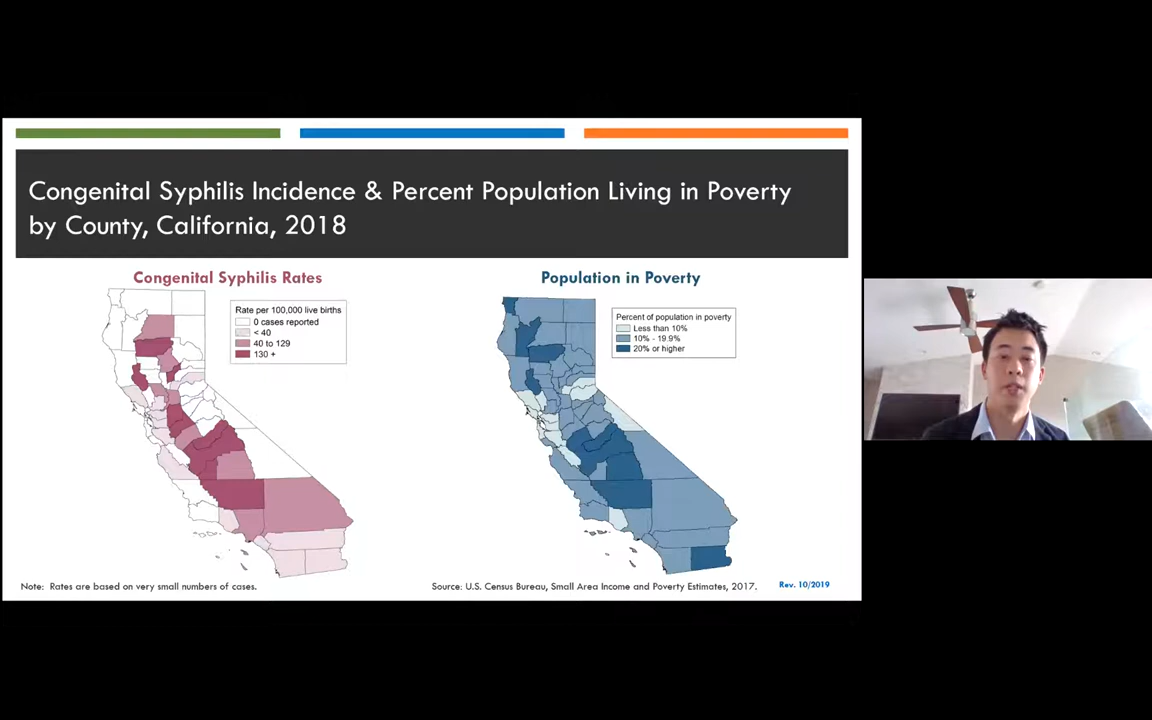 Congenital Syphilis Incidence & Percent Population Living in Poverty
by County, California, 2018
Congenital Syphilis Rates
Rate per 100,000 live births
0 cases reported
< 40
40 to 129
130 +
Population in Poverty
Percent of population in poverty
Less than 10%
10% - 19.9%
20% or higher
Note: Rates are based on very small numbers of cases.
Source: U.S. Census Bureau, Small Area Income and Poverty Estimates, 2017.
Rev. 10/2019